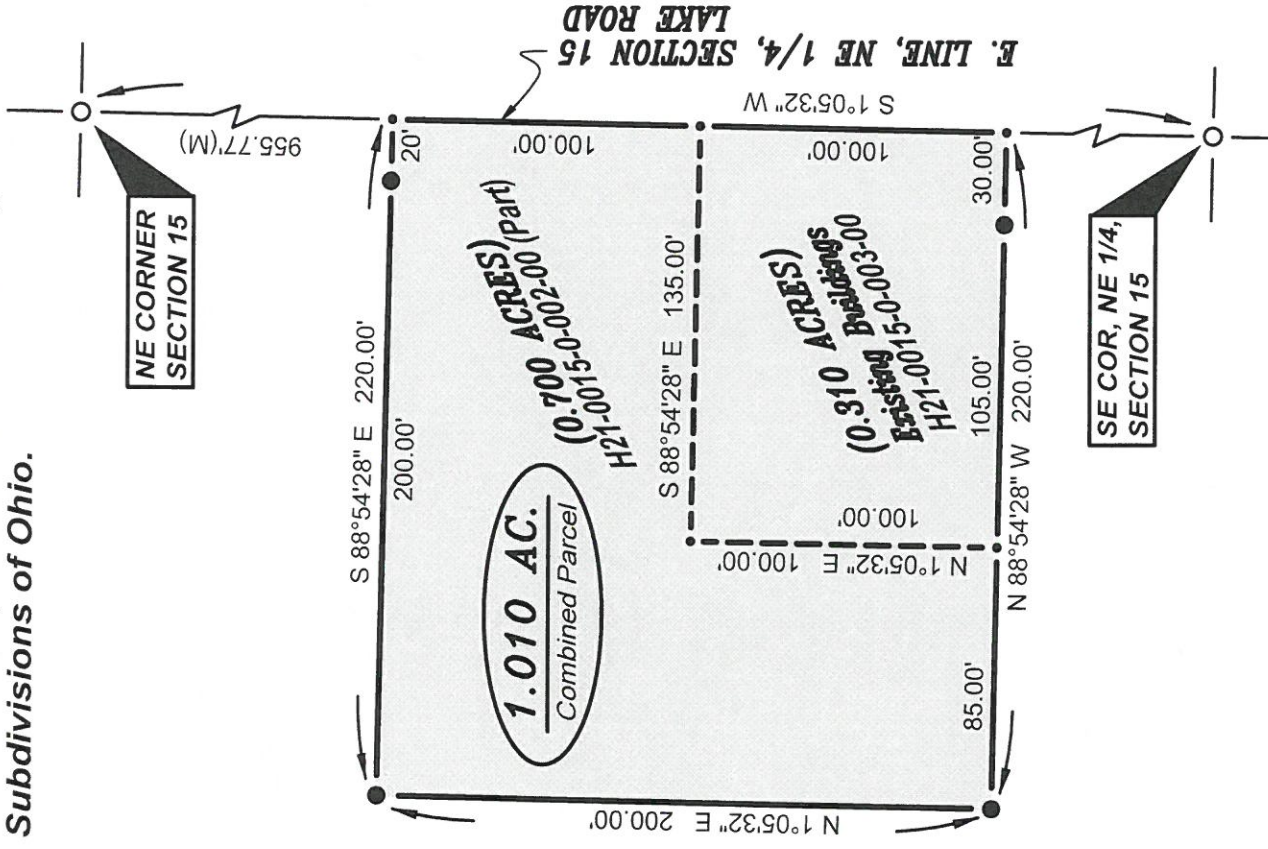 Subdivisions of Ohio.
NE CORNER
SECTION 15
955.77'(M)
E. LINE, NE 1/4, SECTION 15
LAKE ROAD
S 88°54'28" E 220.00'
200.00'
20'
100.00'
S 1°05'32" W
100.00'
(0.700 ACRES)
H21-0015-0-002-00 (Part)
1.010 AC.
Combined Parcel
S 88°54'28" E 135.00'
(0.310 ACRES)
Existing Buildings
H21-0015-0-003-00
100.00'
N 1°05'32" E 100.00'
N 1°05'32" E 200.00'
85.00'
105.00'
30.00'
N 88°54'28" W 220.00'
SE COR, NE 1/4,
SECTION 15